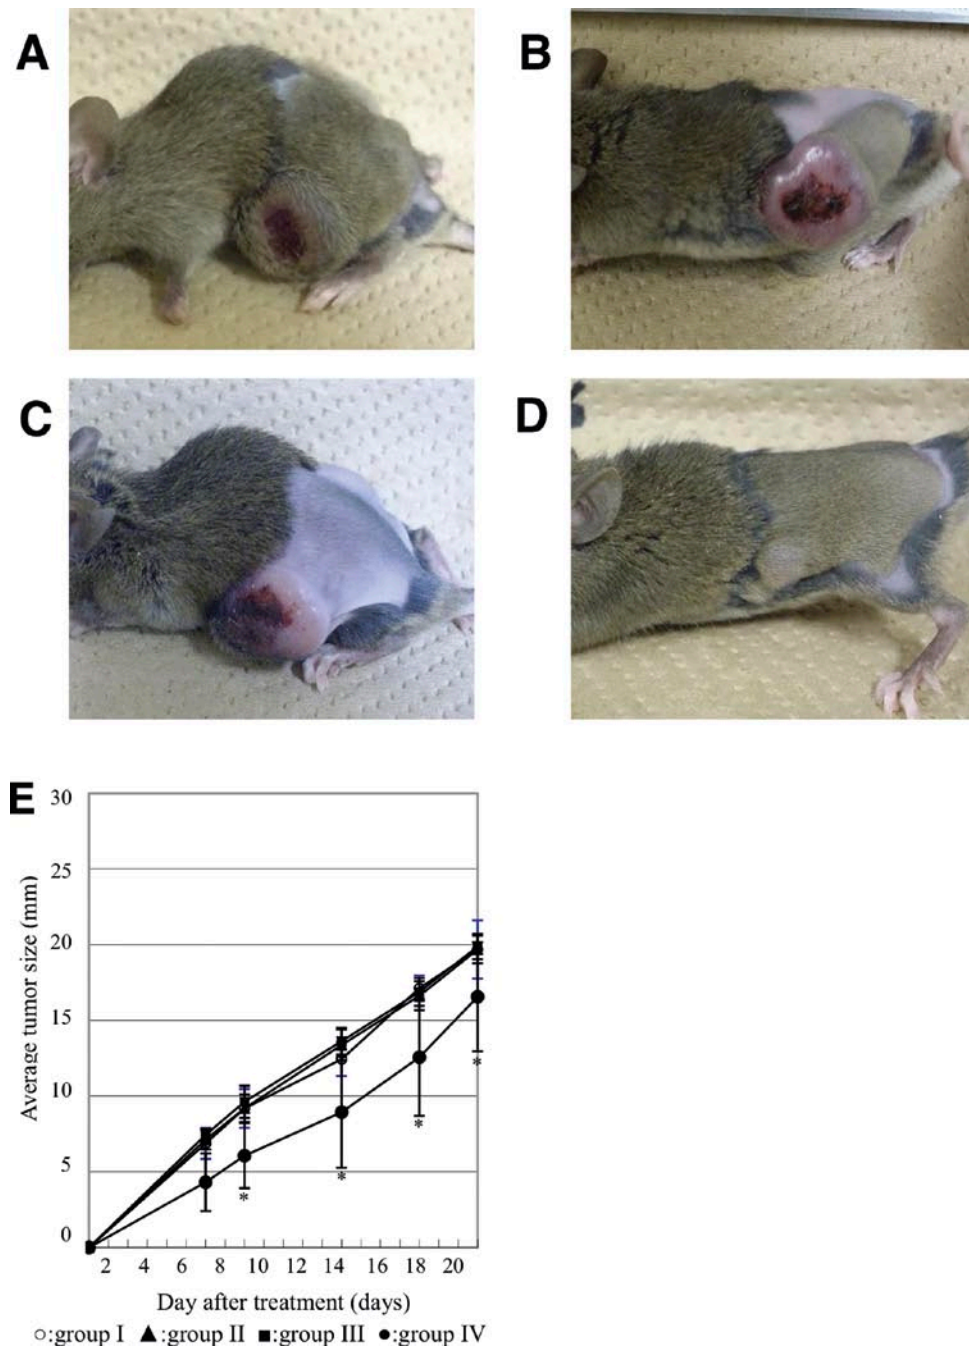 A
B
C
D
E
30
25
20
15
10
5
0
Average tumor size (mm)
*
*
*
*
2 4 6 8 10 12 14 16 18 20
Day after treatment (days)
○:group I ▲:group II ■:group III ●:group IV